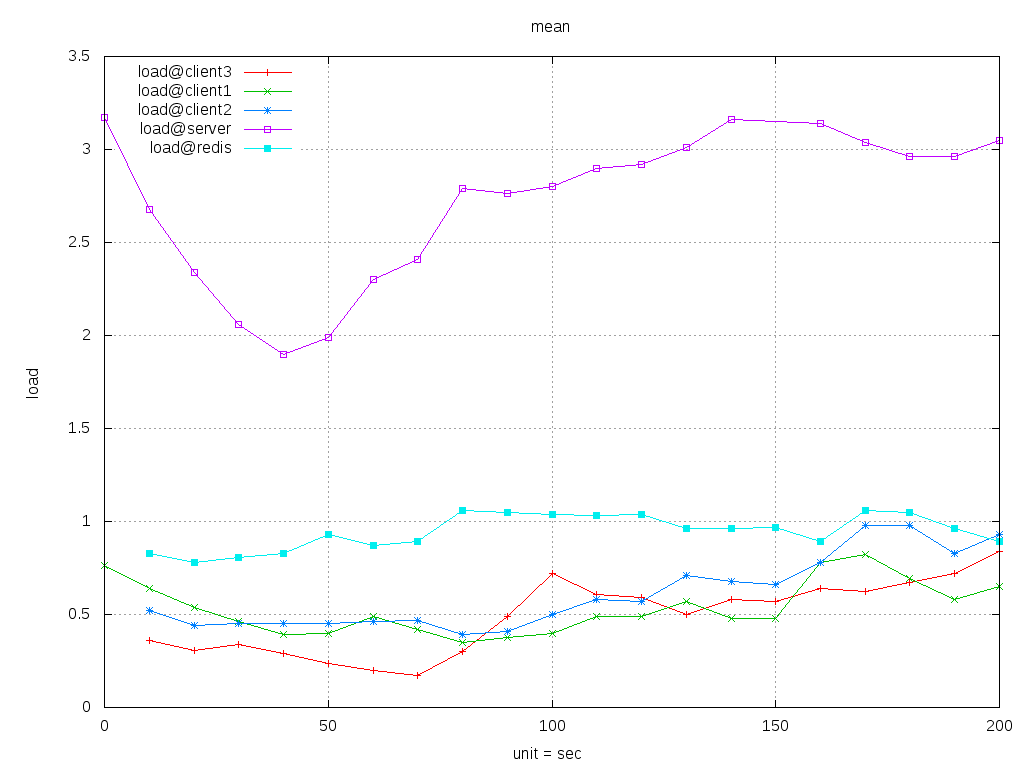 mean
load@client3
load@client1
load@client2
load@server
load@redis
3.5
3
2.5
2
1.5
1
0.5
0
load
0 50 100 150 200
unit = sec